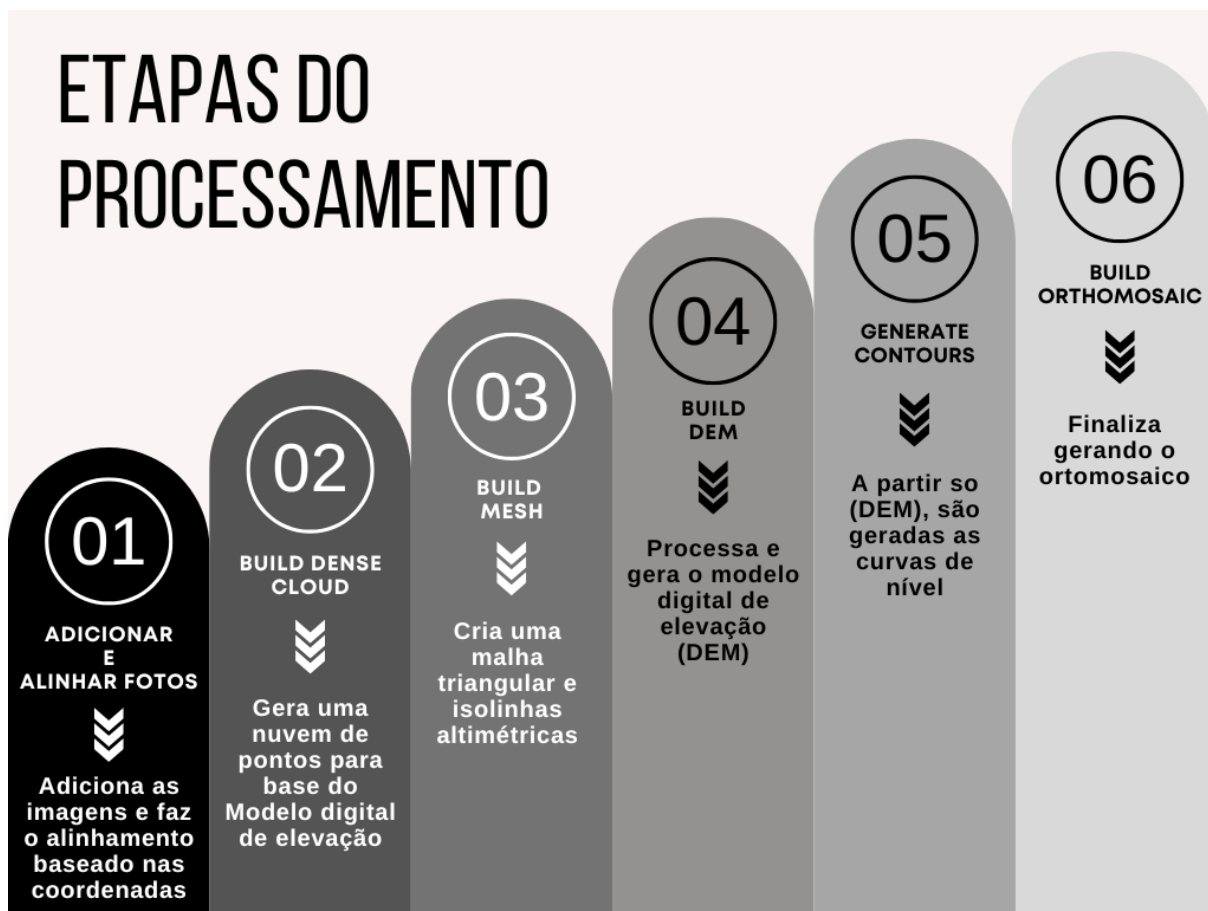 ETAPAS DO
PROCESSAMENTO
01
ADICIONAR
E
ALINHAR FOTOS
Adiciona as
imagens e faz
o alinhamento
baseado nas
coordenadas
02
BUILD DENSE
CLOUD
Gera uma
nuvem de
pontos para
base do
Modelo digital
de elevação
03
BUILD
MESH
Cria uma
malha
triangular e
isolinhas
altimétricas
04
BUILD
DEM
Processa e
gera o modelo
digital de
elevação
(DEM)
05
GENERATE
CONTOURS
A partir so
(DEM), são
geradas as
curvas de
nível
06
BUILD
ORTHOMOSAIC
Finaliza
gerando o
ortomosaico